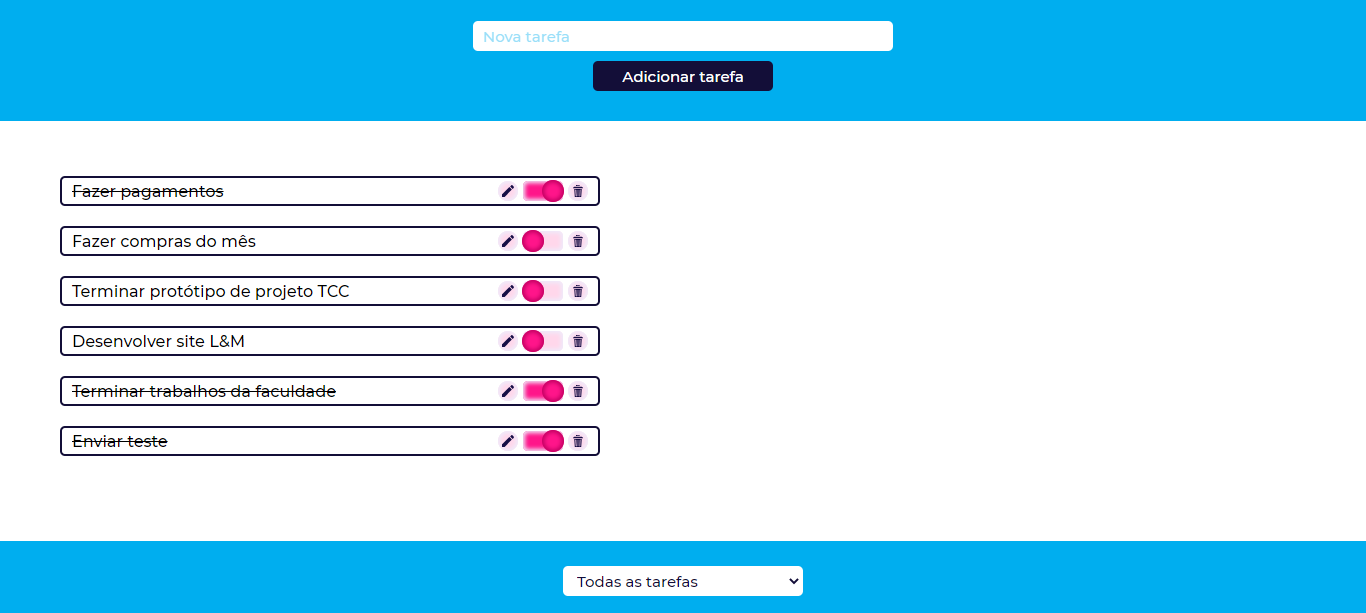 Nova tarefa
Adicionar tarefa
Fazer pagamentos
Fazer compras do mês
Terminar protótipo de projeto TCC
Desenvolver site L&M
Terminar trabalhos da faculdade
Enviar teste
Todas as tarefas